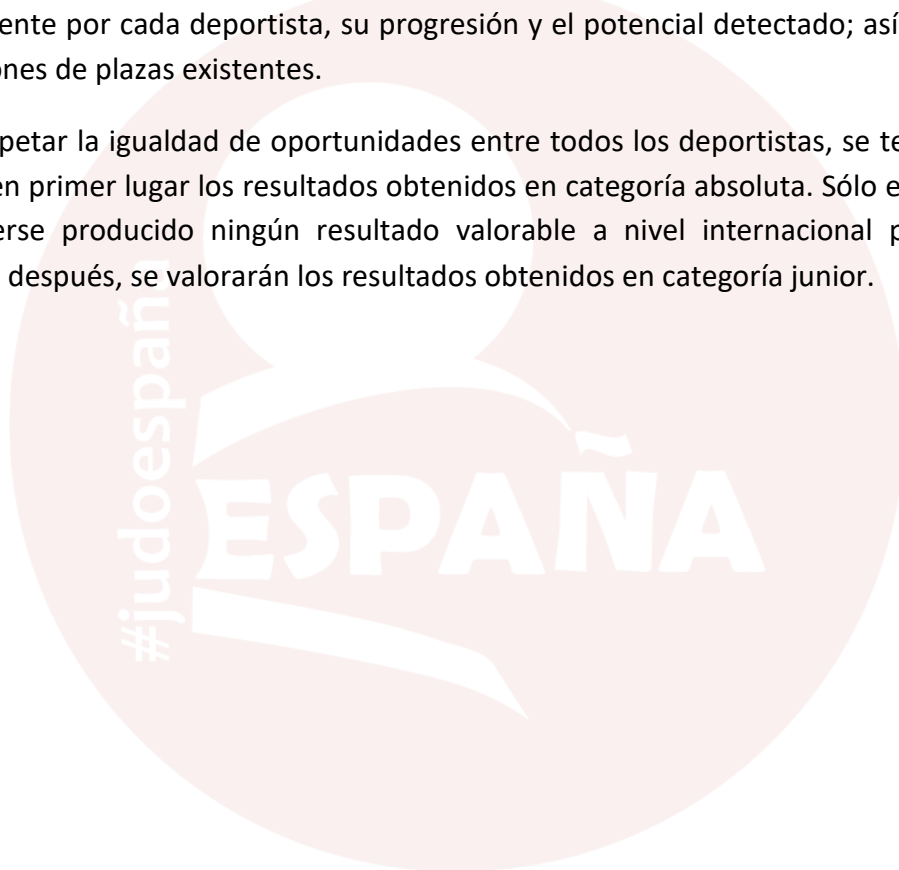 ente por cada deportista, su progresión y el potencial detectado; así
ones de plazas existentes.
petar la igualdad de oportunidades entre todos los deportistas, se te
en primer lugar los resultados obtenidos en categoría absoluta. Sólo e
erse producido ningún resultado valorable a nivel internacional p
después, se valorarán los resultados obtenidos en categoría junior.
#judoespaña
ESPAÑA